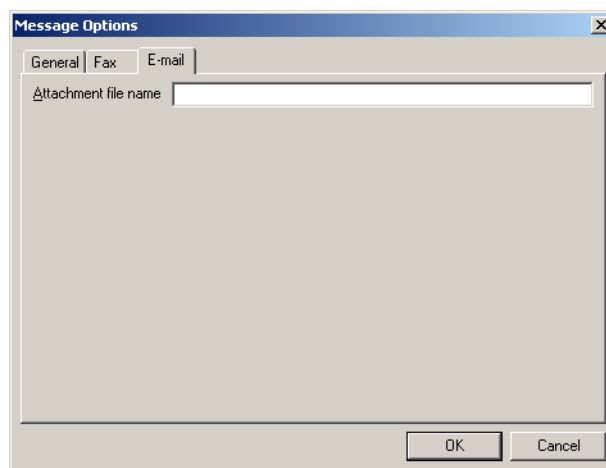 Message Options
General Fax E-mail
Attachment file name
OK Cancel